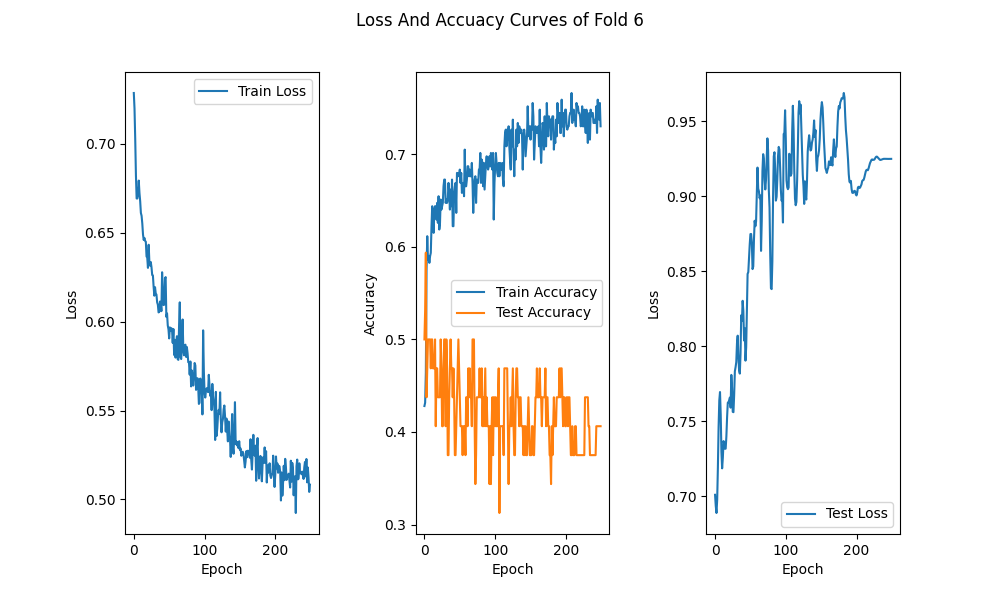 Loss And Accuacy Curves of Fold 6
Train Loss
0.70
0.65
0.60
0.55
0.50
Loss
0
100
200
Epoch
0.7
0.6
0.5
0.4
0.3
Accuracy
Train Accuracy
Test Accuracy
0
100
200
Epoch
0.95
0.90
0.85
0.80
0.75
0.70
Loss
Test Loss
0
100
200
Epoch